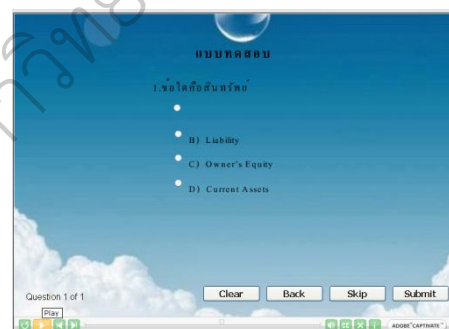 แบบทดสอบ
1.ข้อใดคือสินทรัพย์
B) Liability
C) Owner's Equity
D) Current Assets
Question 1 of 1
Clear
Back
Skip
Submit
Play
ADOBE CAPTIVATE